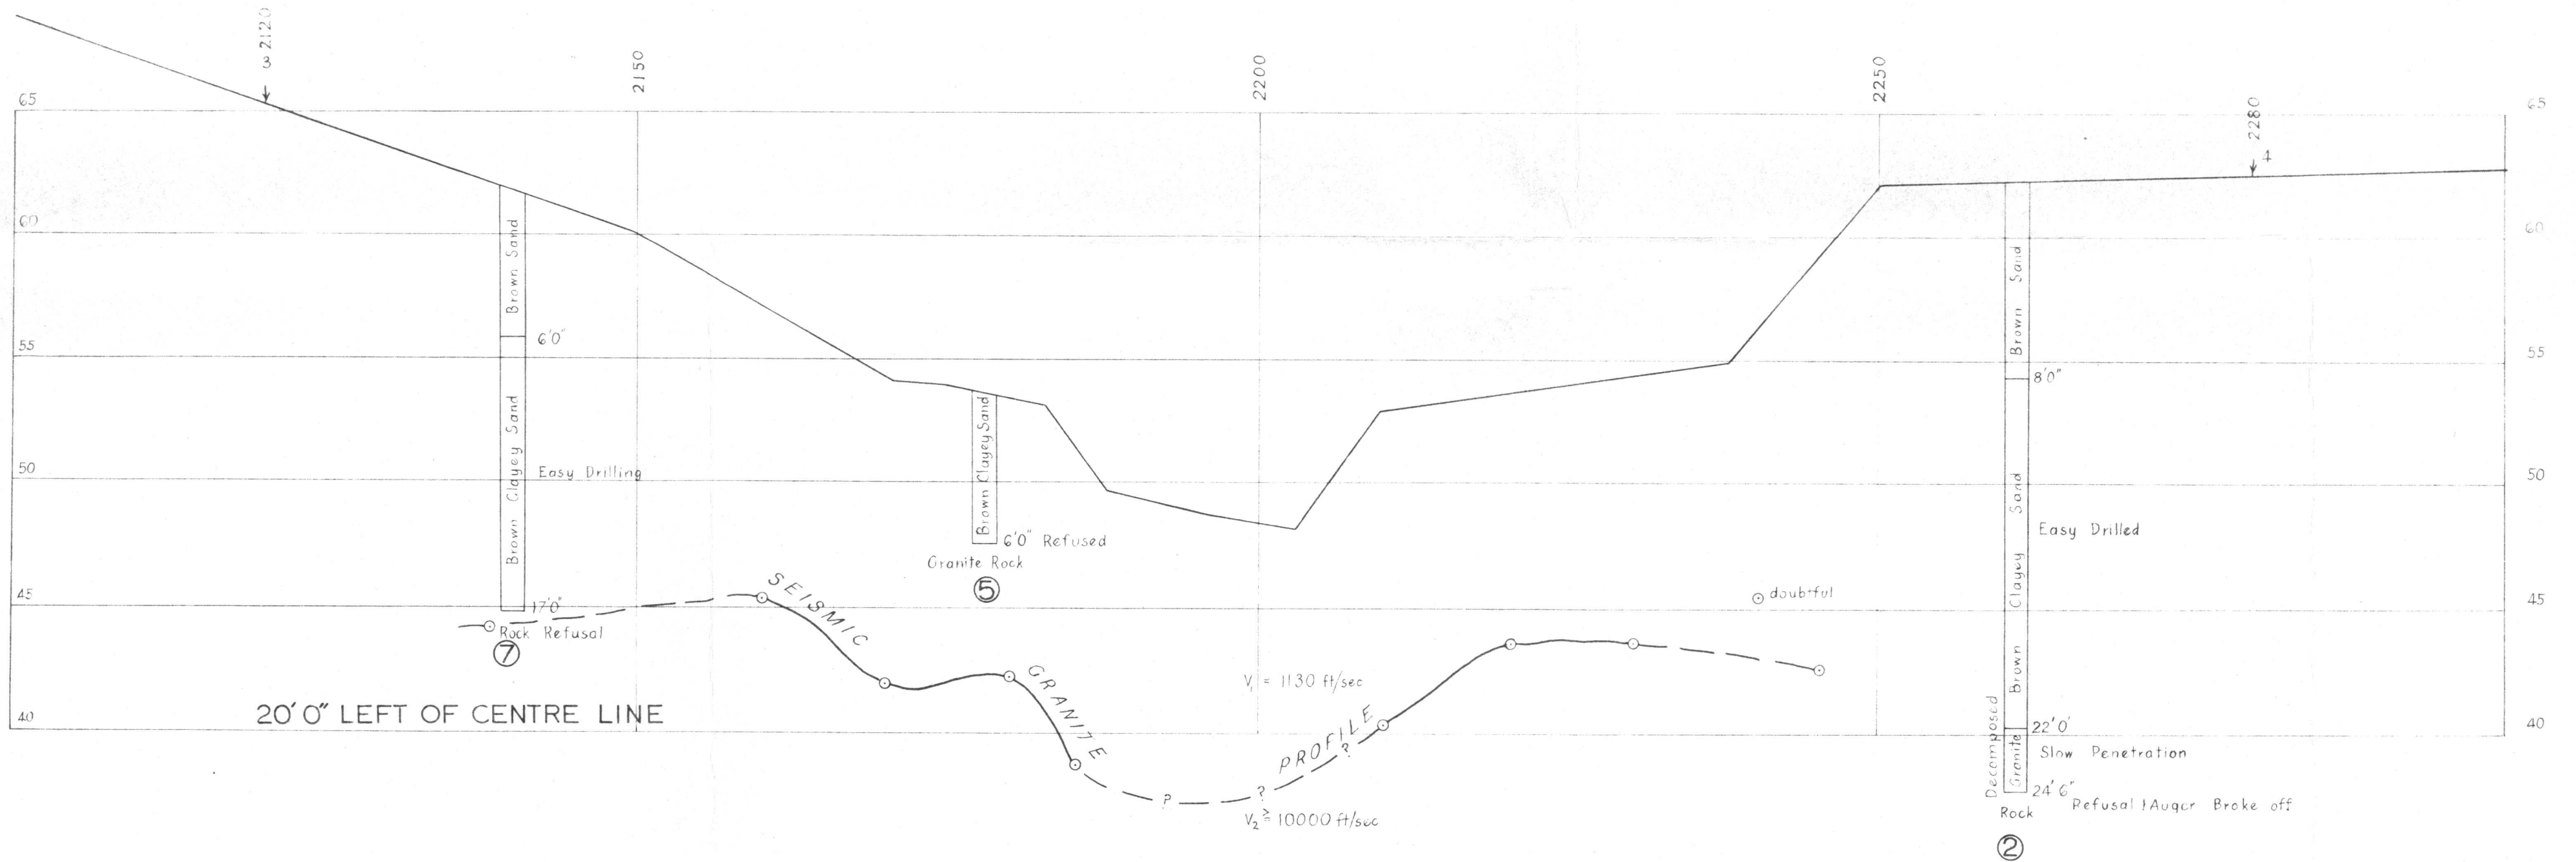 3 2120
2150
2200
2250
2280
4
65
65
60
60
55
55
50
50
45
45
40
40
Brown Sand
6'0"
Brown Clayey Sand
Easy Drilling
17'0"
Rock Refusal
7
Brown Clayey Sand
6'0" Refused
Granite Rock
5
SEISMIC GRANITE PROFILE
?
?
?
V₁ = 1130 ft/sec
V₂ ≧ 10000 ft/sec
doubtful
Brown Sand
8'0"
Brown Clayey Sand
Easy Drilled
22'0'
Decomposed
Granite
Slow Penetration
24'6"
Refusal ! Auger Broke off
Rock
2
20'0" LEFT OF CENTRE LINE